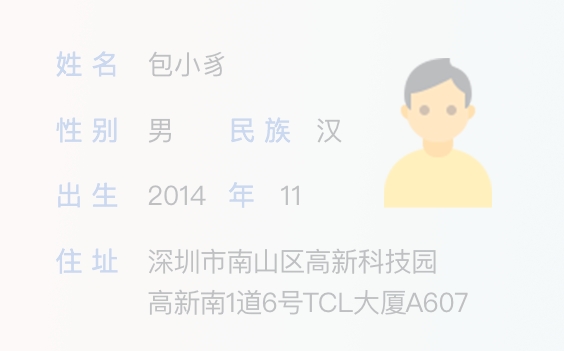 姓名 包小豸
性别 男 民族 汉
出生 2014 年 11
住址 深圳市南山区高新科技园
高新南1道6号TCL大厦A607